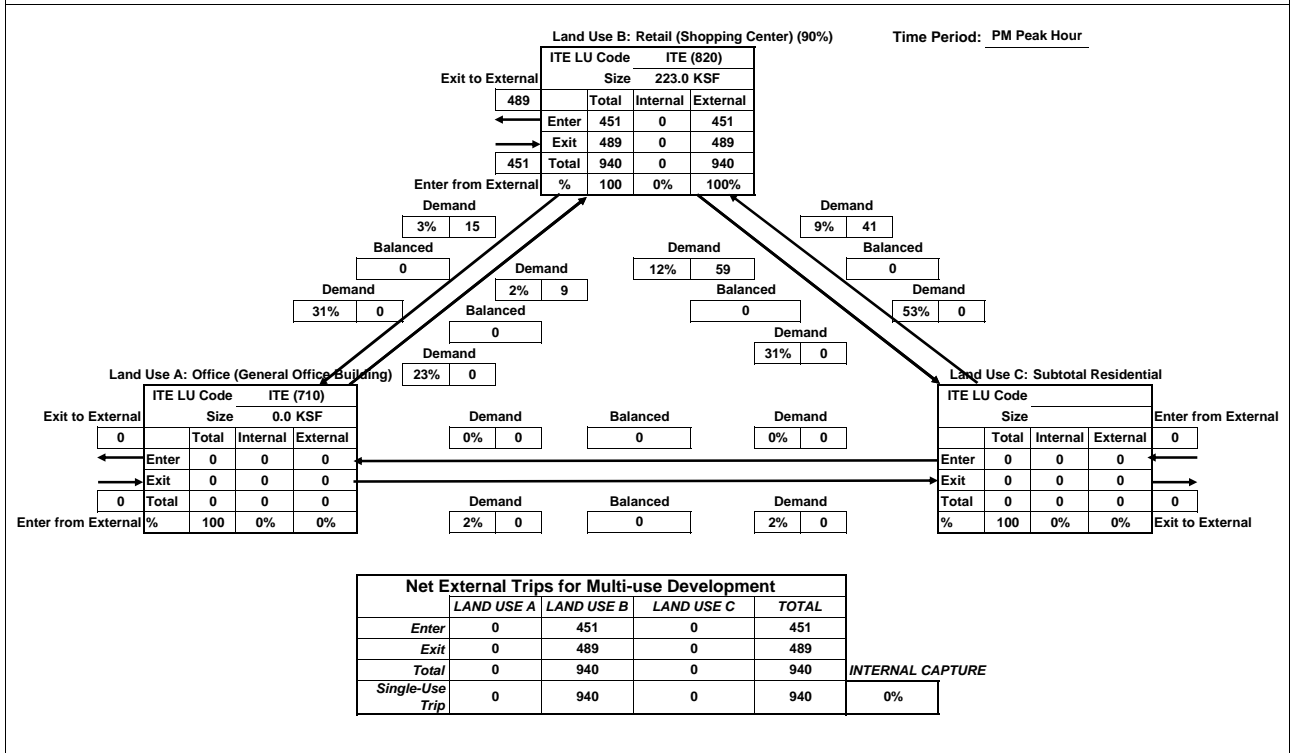 Land Use B: Retail (Shopping Center) (90%)
Time Period: PM Peak Hour
ITE LU Code ITE (820)
Exit to External Size 223.0 KSF
489 Total Internal External
Enter 451 0 451
Exit 489 0 489
451 Total 940 0 940
Enter from External % 100 0% 100%
Demand Demand
3% 15 9% 41
Balanced Demand Balanced
0 Demand 12% 59 0
Demand 2% 9 Balanced Demand
31% 0 Balanced 0 53% 0
0 Demand
Demand 31% 0
Land Use A: Office (General Office Building) 23% 0 Land Use C: Subtotal Residential
ITE LU Code ITE (710) ITE LU Code
Exit to External Size 0.0 KSF Demand Balanced Demand Size Enter from External
0 Total Internal External 0% 0 0 0% 0 Total Internal External 0
Enter 0 0 0 Enter 0 0 0
Exit 0 0 0 Exit 0 0 0
0 Total 0 0 0 Demand Balanced Demand Total 0 0 0 0
Enter from External % 100 0% 0% 2% 0 0 2% 0 % 100 0% 0% Exit to External
Net External Trips for Multi-use Development
LAND USE A LAND USE B LAND USE C TOTAL
Enter 0 451 0 451
Exit 0 489 0 489
Total 0 940 0 940 INTERNAL CAPTURE
Single-Use
Trip 0 940 0 940 0%